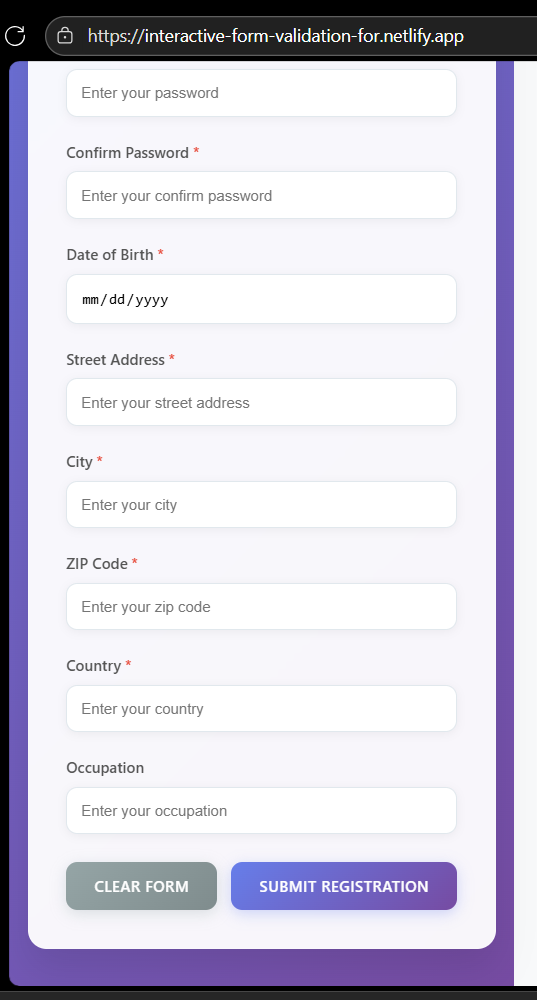 https://interactive-form-validation-for.netlify.app
Enter your password
Confirm Password *
Enter your confirm password
Date of Birth *
mm/dd/yyyy
Street Address *
Enter your street address
City *
Enter your city
ZIP Code *
Enter your zip code
Country *
Enter your country
Occupation
Enter your occupation
CLEAR FORM SUBMIT REGISTRATION